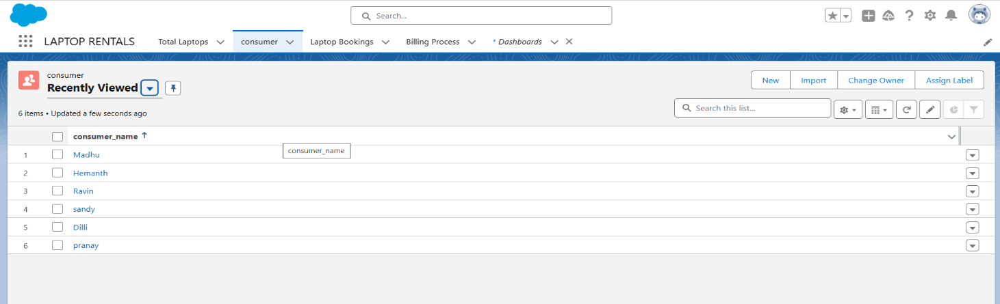 Search...
LAPTOP RENTALS Total Laptops consumer Laptop Bookings Billing Process * Dashboards
consumer
Recently Viewed
New Import Change Owner Assign Label
6 items • Updated a few seconds ago
Search this list...
consumer_name
consumer_name
1 Madhu
2 Hemanth
3 Ravin
4 sandy
5 Dilli
6 pranay